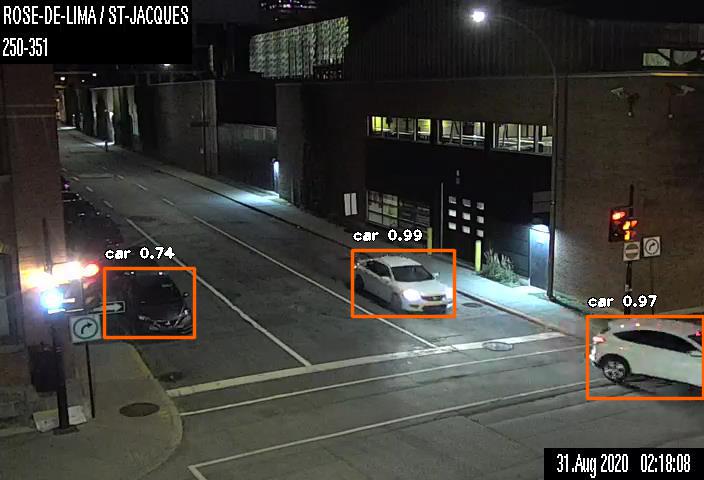 ROSE-DE-LIMA / ST-JACQUES
250-351
car 0.99
car 0.74
car 0.97
31.Aug 2020 02:18:08